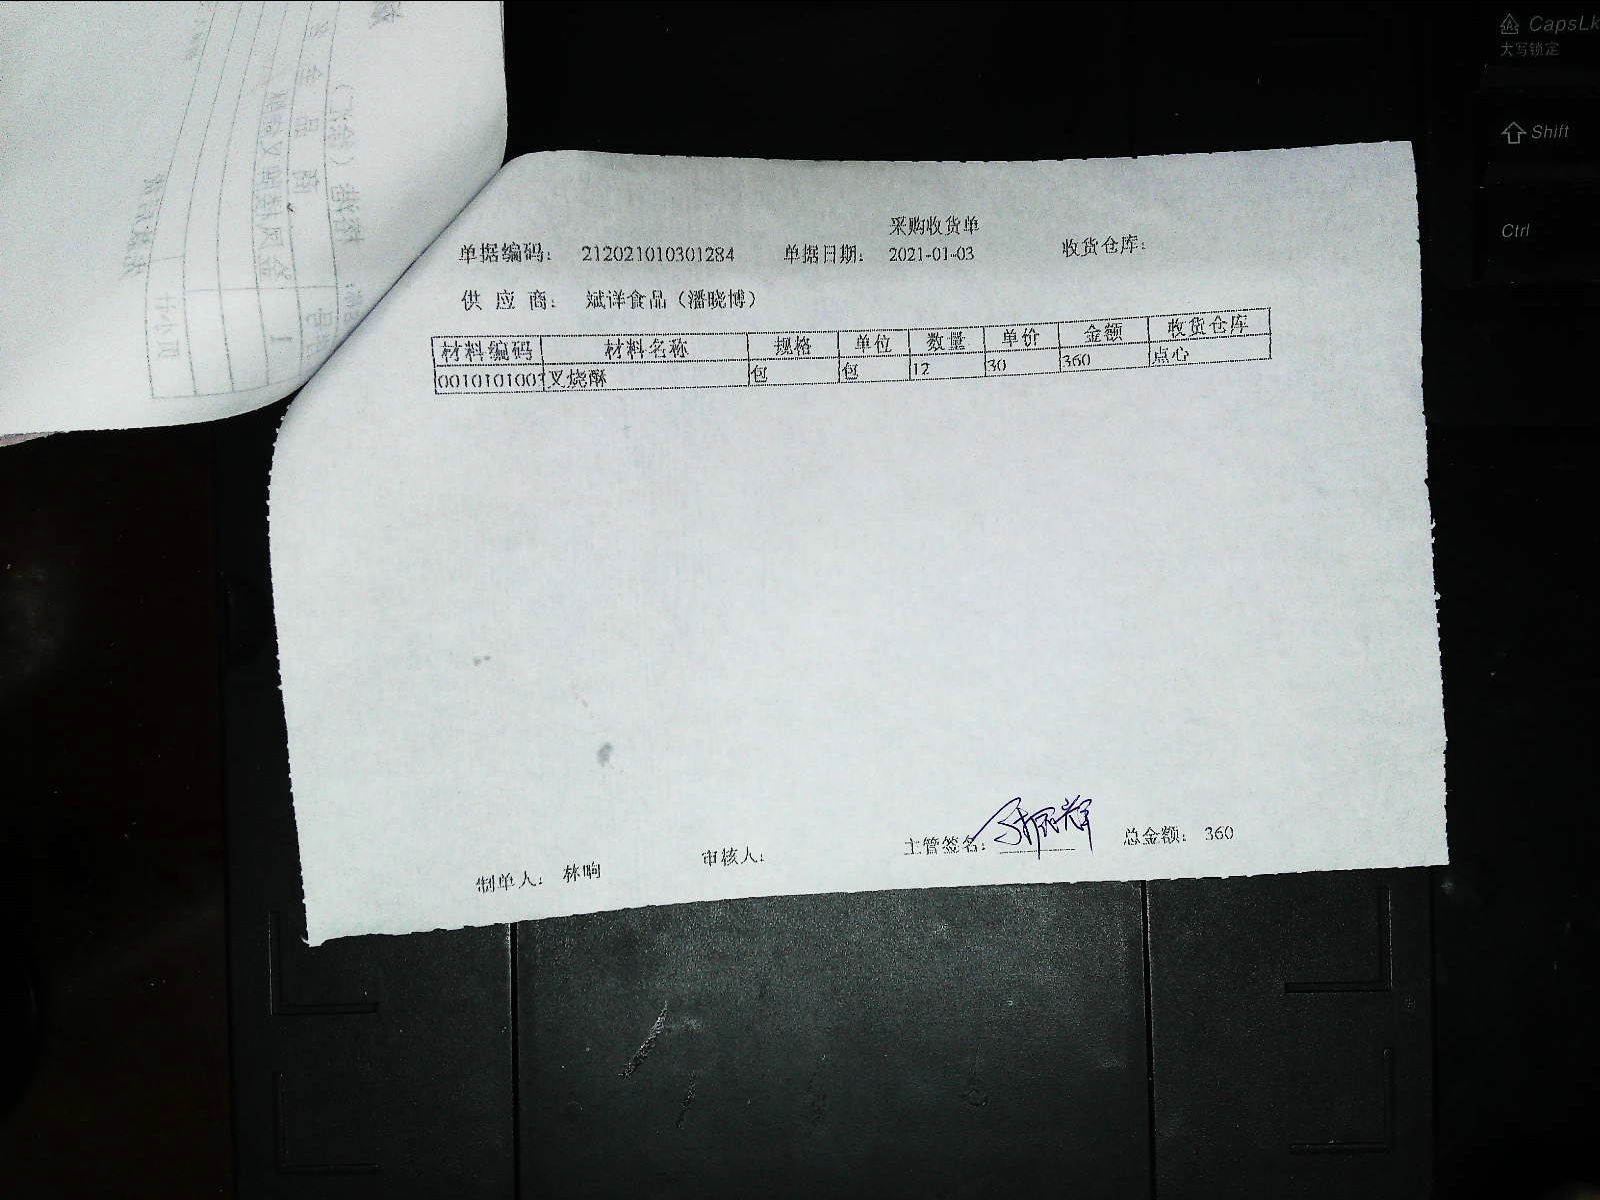 采购收货单
单据编码： 212021010301284 单据日期： 2021-01-03 收货仓库：
供 应 商： 斌详食品（潘晓博）
材料编码 材料名称 规格 单位 数量 单价 金额 收货仓库
0010101007 叉烧酥 包 包 12 30 360 点心
制单人： 林响 审核人： 主管签名： 总金额： 360
CapsLk
大写锁定
Shift
Ctrl